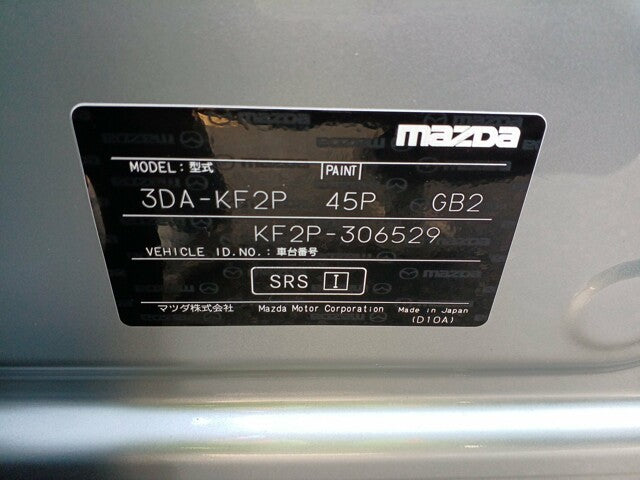 mazda
MODEL:型式 PAINT
3DA-KF2P 45P GB2
KF2P-306529
VEHICLE ID.NO.:車台番号
SRS I
マツダ株式会社 Mazda Motor Corporation Made in Japan
(D10A)